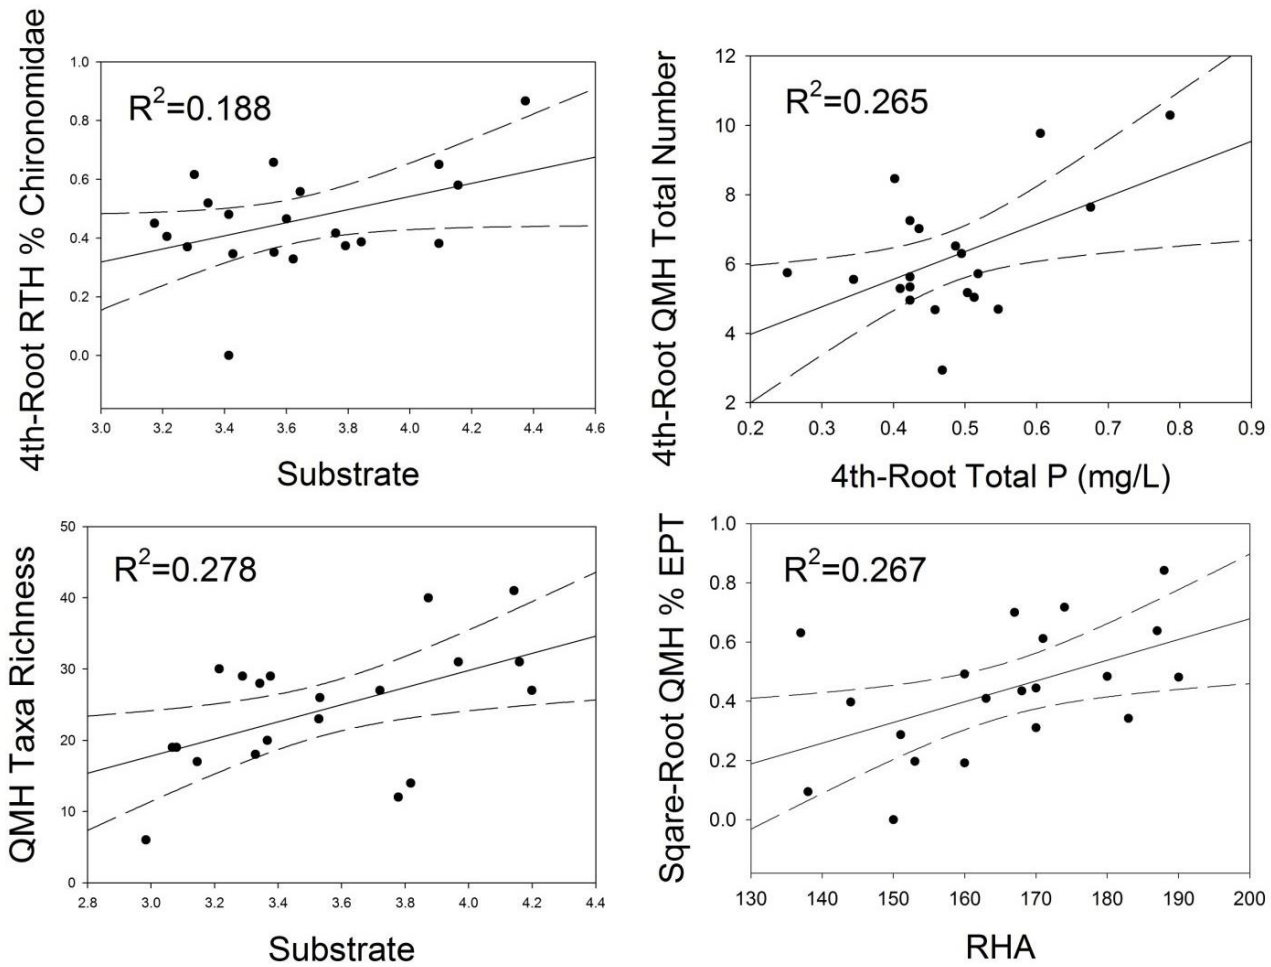 4th-Root RTH % Chironomidae
R²=0.188
1.0
0.8
0.6
0.4
0.2
0.0
3.0 3.2 3.4 3.6 3.8 4.0 4.2 4.4 4.6
Substrate
4th-Root QMH Total Number
R²=0.265
12
10
8
6
4
2
0.2 0.3 0.4 0.5 0.6 0.7 0.8 0.9
4th-Root Total P (mg/L)
QMH Taxa Richness
R²=0.278
50
40
30
20
10
0
2.8 3.0 3.2 3.4 3.6 3.8 4.0 4.2 4.4
Substrate
Sqare-Root QMH % EPT
R²=0.267
1.0
0.8
0.6
0.4
0.2
0.0
130 140 150 160 170 180 190 200
RHA